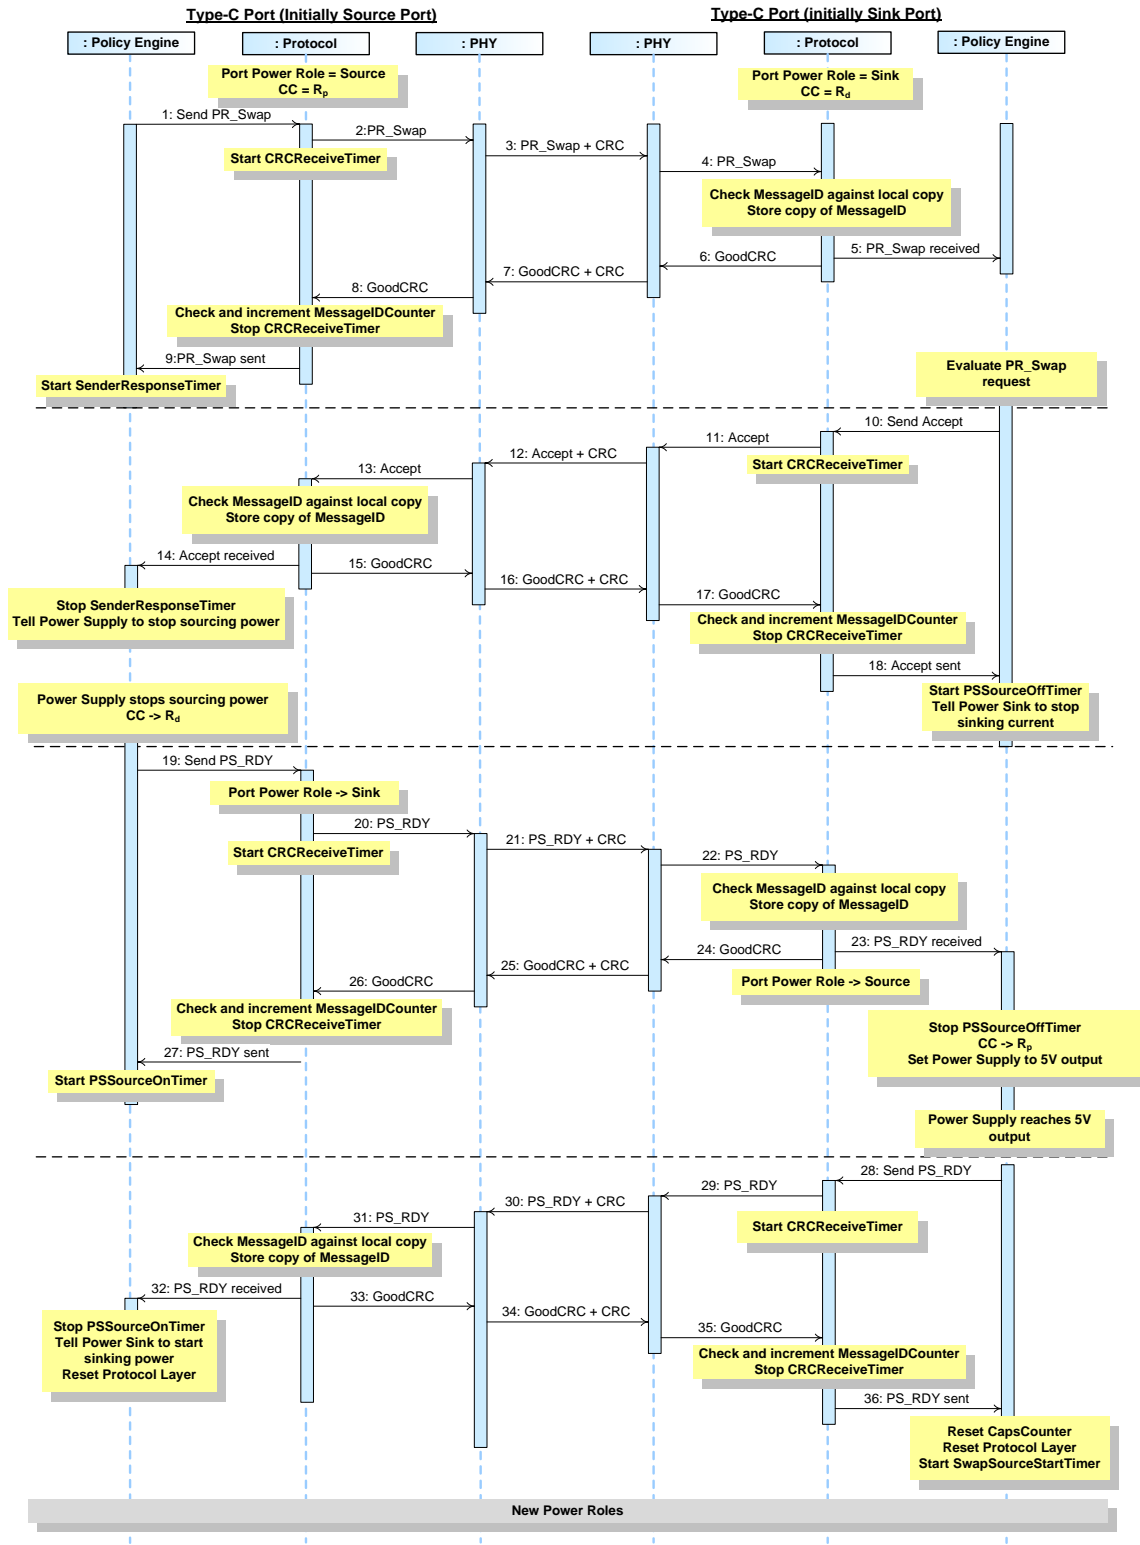 Type-C Port (Initially Source Port)
Type-C Port (initially Sink Port)
: Policy Engine
: Protocol
: PHY
: PHY
: Protocol
: Policy Engine
Port Power Role = Source
CC = Rp
Port Power Role = Sink
CC = Rd
1: Send PR_Swap
2:PR_Swap
Start CRCReceiveTimer
3: PR_Swap + CRC
4: PR_Swap
Check MessageID against local copy
Store copy of MessageID
5: PR_Swap received
6: GoodCRC
7: GoodCRC + CRC
8: GoodCRC
Check and increment MessageIDCounter
Stop CRCReceiveTimer
9:PR_Swap sent
Start SenderResponseTimer
Evaluate PR_Swap
request
10: Send Accept
11: Accept
Start CRCReceiveTimer
12: Accept + CRC
13: Accept
Check MessageID against local copy
Store copy of MessageID
14: Accept received
15: GoodCRC
16: GoodCRC + CRC
17: GoodCRC
Stop SenderResponseTimer
Tell Power Supply to stop sourcing power
Check and increment MessageIDCounter
Stop CRCReceiveTimer
18: Accept sent
Power Supply stops sourcing power
CC -> Rd
Start PSSourceOffTimer
Tell Power Sink to stop
sinking current
19: Send PS_RDY
Port Power Role -> Sink
20: PS_RDY
Start CRCReceiveTimer
21: PS_RDY + CRC
22: PS_RDY
Check MessageID against local copy
Store copy of MessageID
23: PS_RDY received
24: GoodCRC
Port Power Role -> Source
25: GoodCRC + CRC
26: GoodCRC
Check and increment MessageIDCounter
Stop CRCReceiveTimer
Stop PSSourceOffTimer
CC -> Rp
Set Power Supply to 5V output
27: PS_RDY sent
Start PSSourceOnTimer
Power Supply reaches 5V
output
28: Send PS_RDY
29: PS_RDY
Start CRCReceiveTimer
30: PS_RDY + CRC
31: PS_RDY
Check MessageID against local copy
Store copy of MessageID
32: PS_RDY received
33: GoodCRC
34: GoodCRC + CRC
35: GoodCRC
Stop PSSourceOnTimer
Tell Power Sink to start
sinking power
Reset Protocol Layer
Check and increment MessageIDCounter
Stop CRCReceiveTimer
36: PS_RDY sent
Reset CapsCounter
Reset Protocol Layer
Start SwapSourceStartTimer
New Power Roles